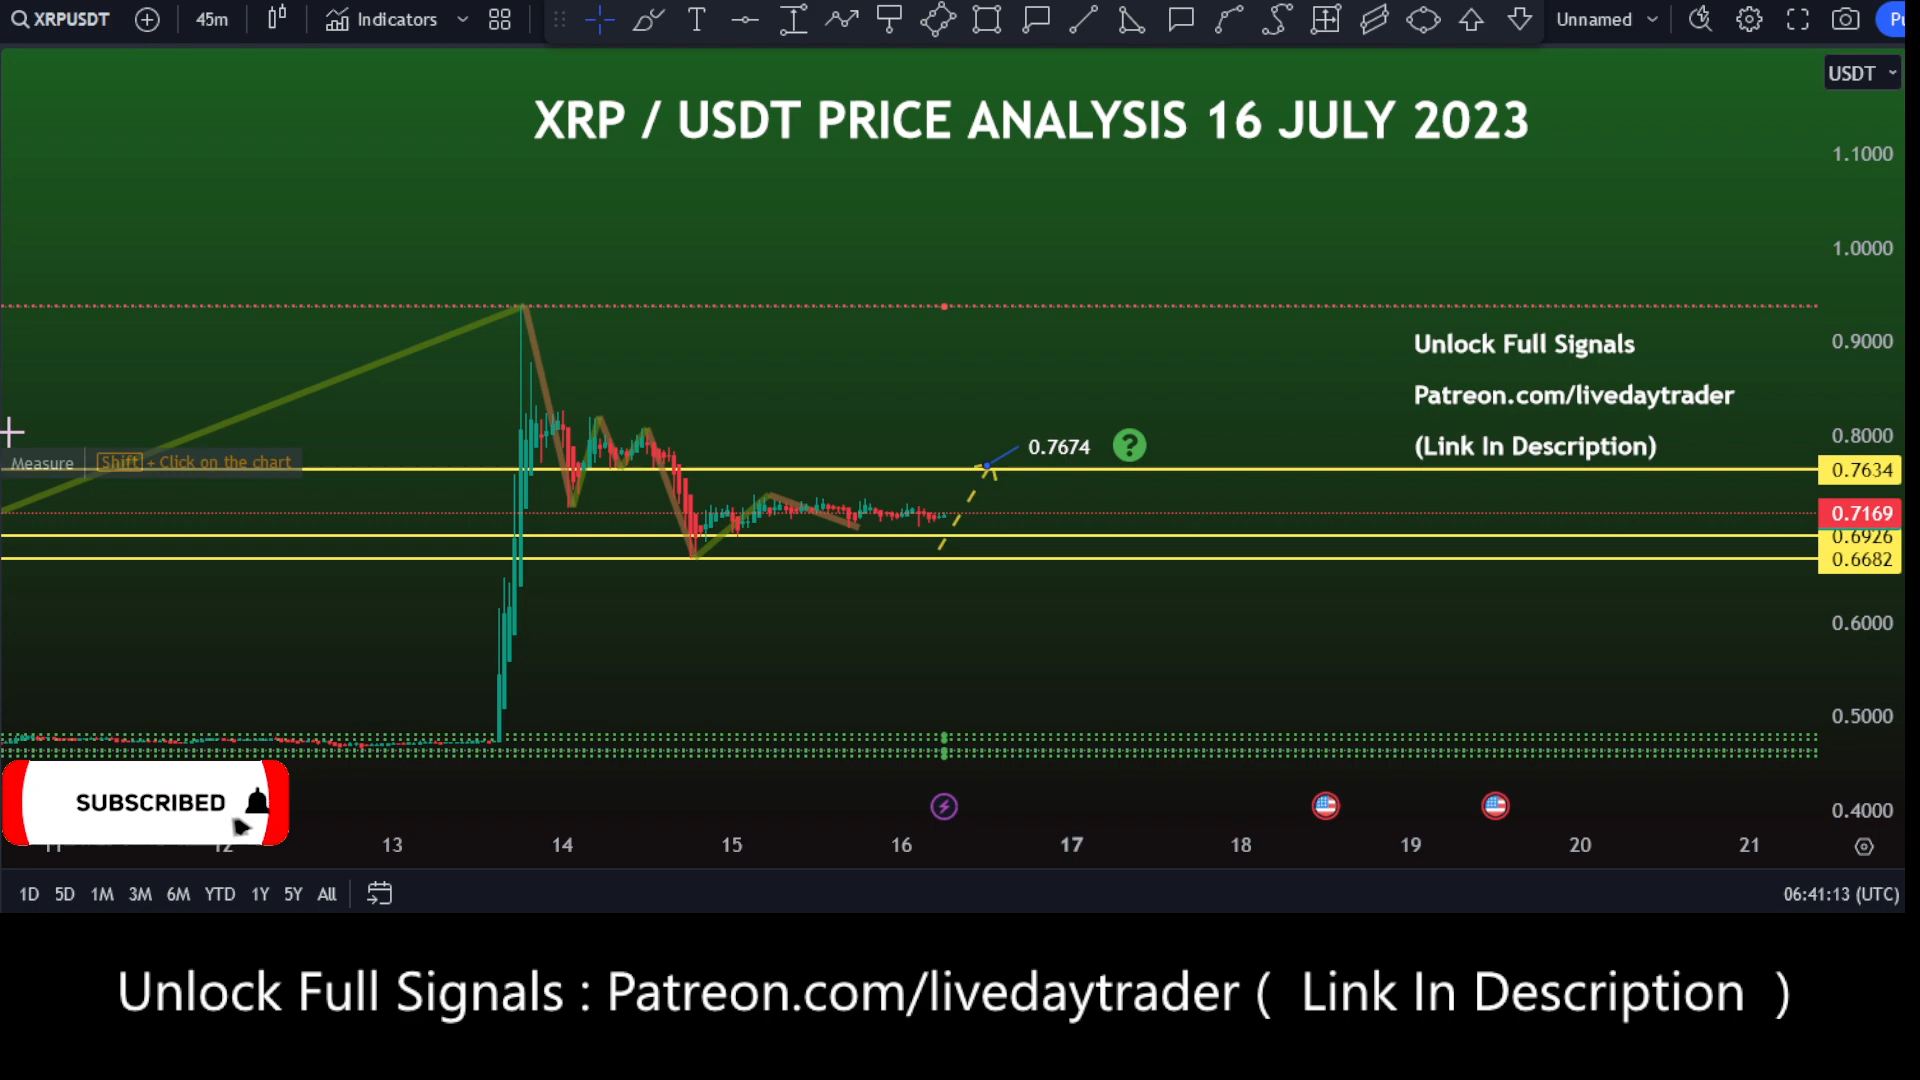 XRPUSDT 45m Indicators Unnamed
USDT
XRP / USDT PRICE ANALYSIS 16 JULY 2023
1.1000
1.0000
Unlock Full Signals
0.9000
Patreon.com/livedaytrader
0.8000
0.7674 ?
(Link In Description)
Measure Shift + Click on the chart
0.7634
0.7169
0.6926
0.6682
0.6000
0.5000
SUBSCRIBED
0.4000
11 12 13 14 15 16 17 18 19 20 21
1D 5D 1M 3M 6M YTD 1Y 5Y All 06:41:13 (UTC)
Unlock Full Signals : Patreon.com/livedaytrader ( Link In Description )